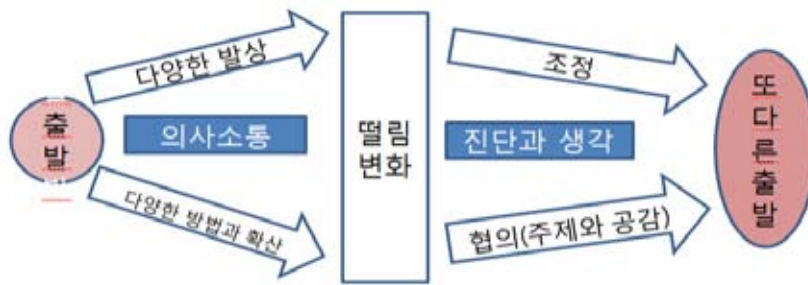 출
발
다양한 발상
의사소통
다양한 방법과 확산
떨림
변화
조정
진단과 생각
협의(주제와 공감)
또
다
른
출
발